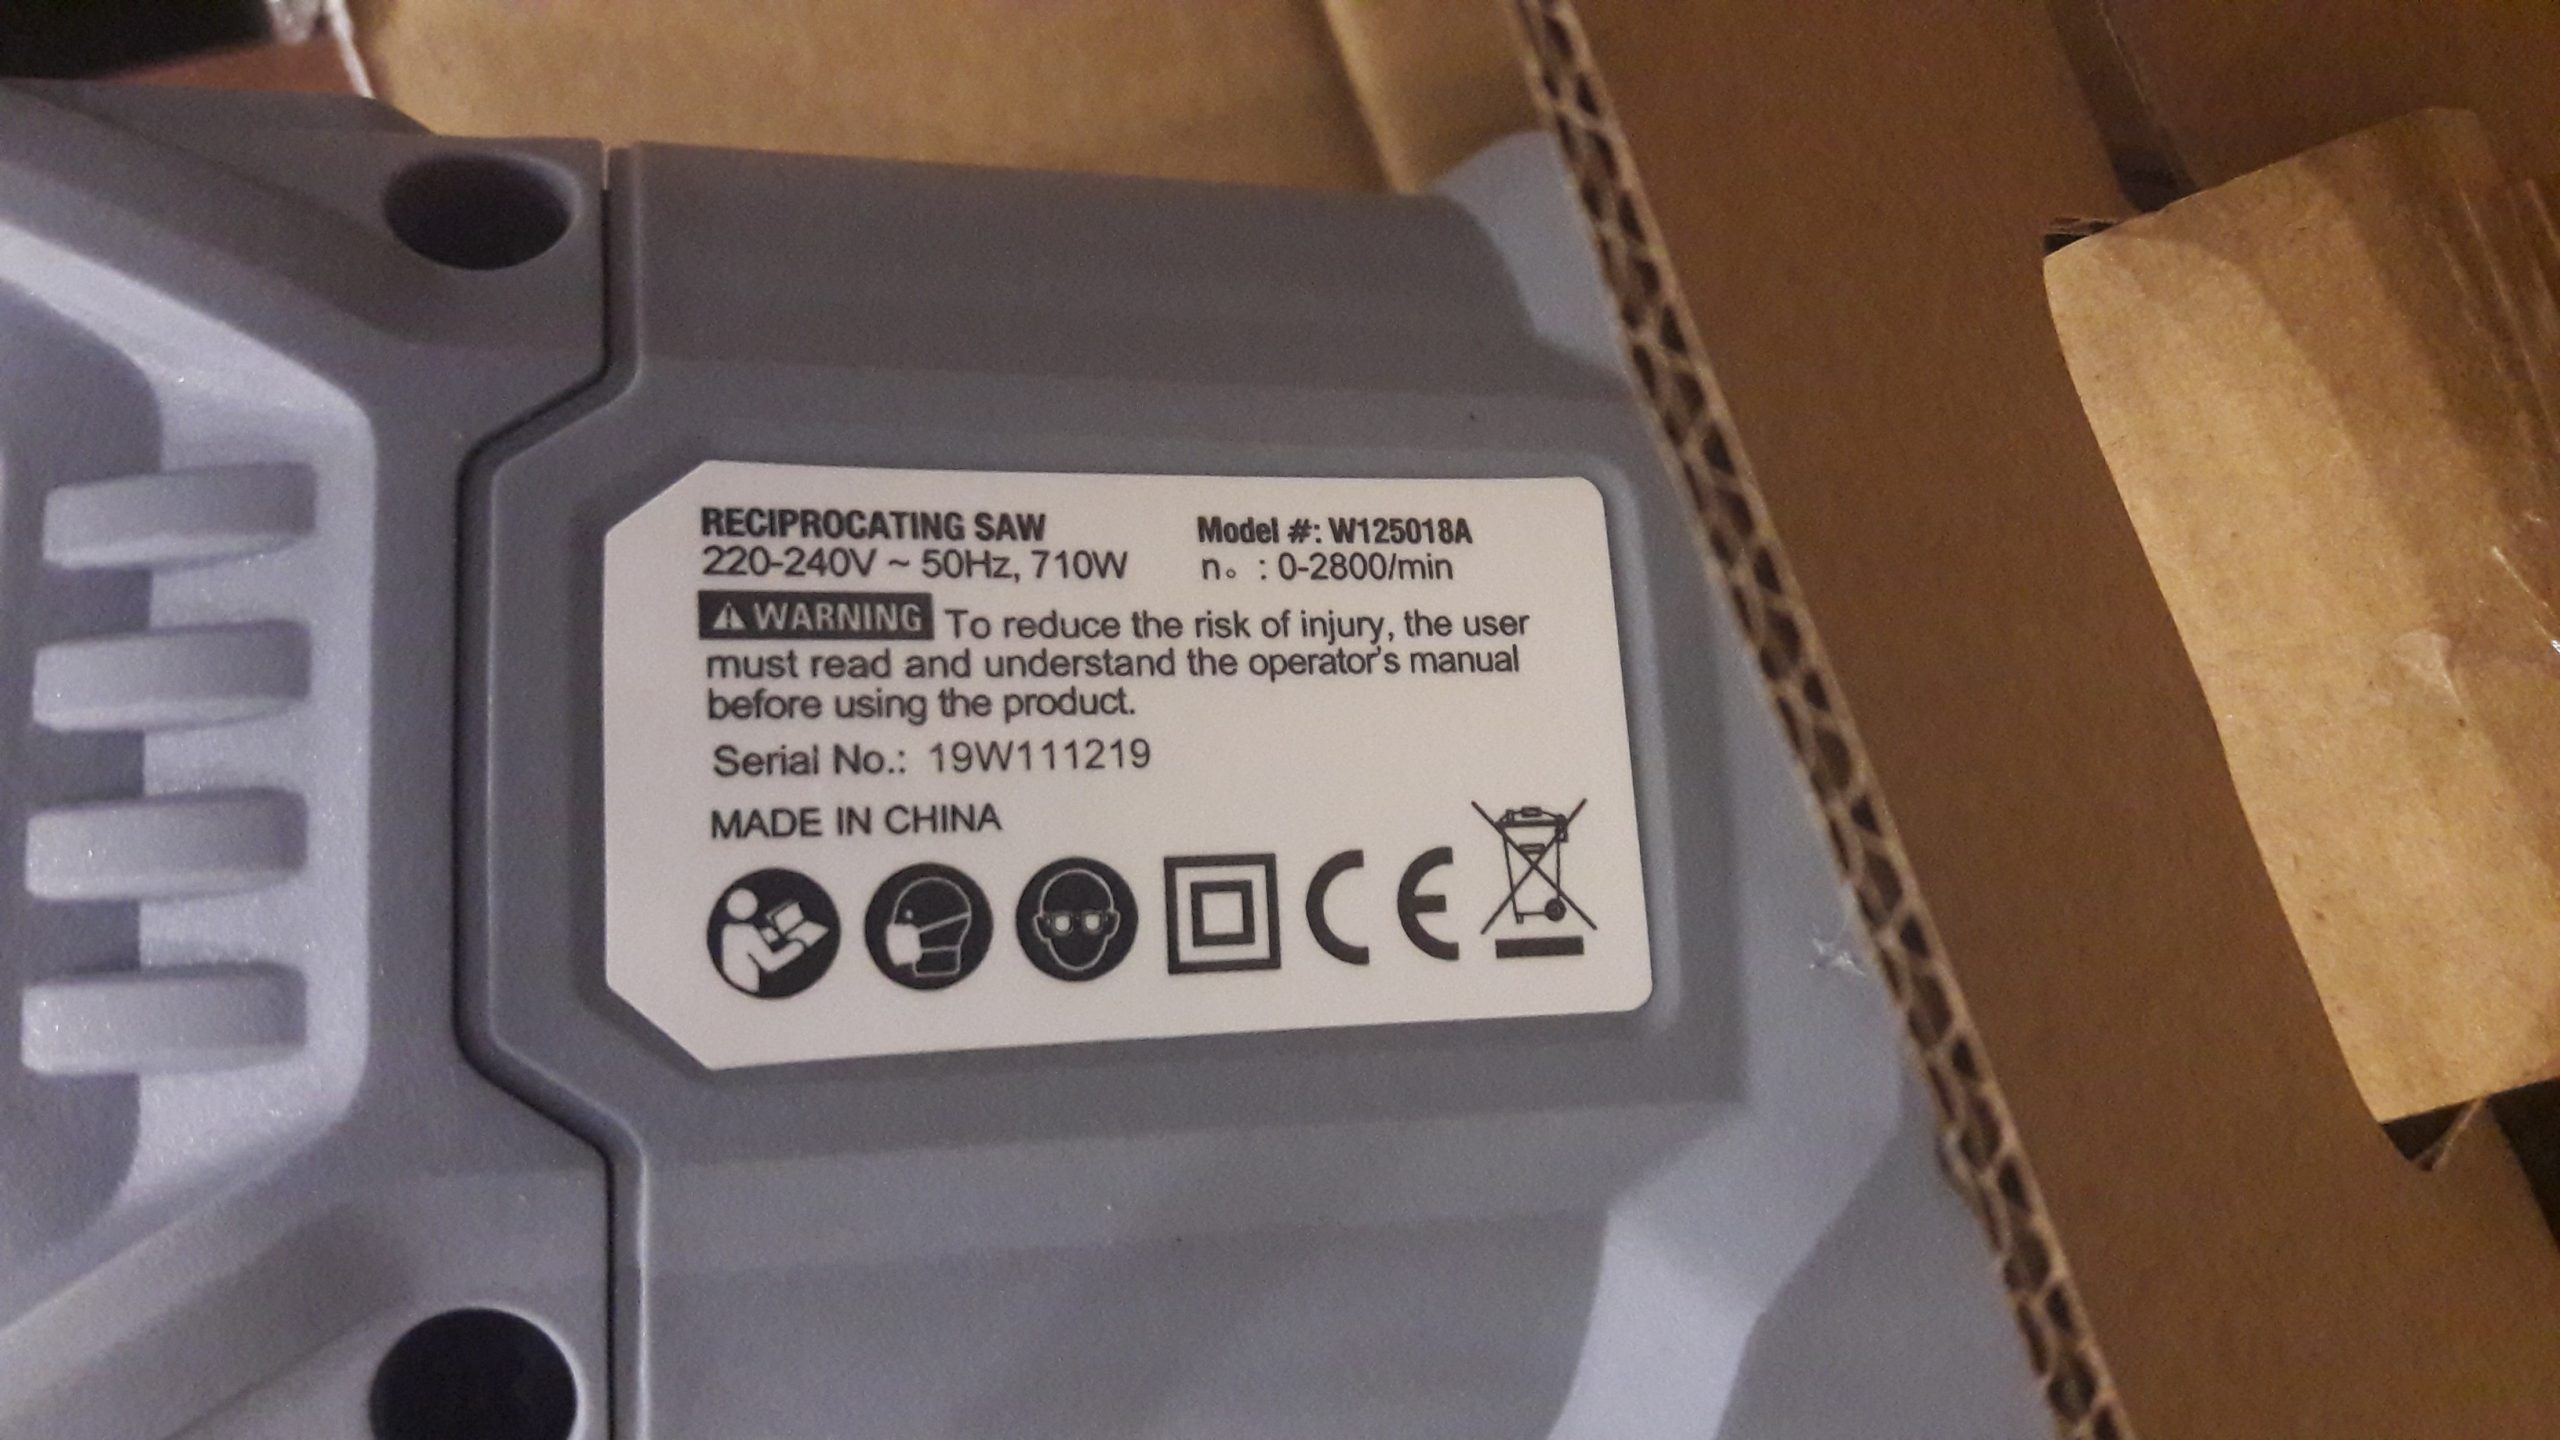 RECIPROCATING SAW Model #: W125018A
220-240V ~ 50Hz, 710W n。: 0-2800/min
WARNING To reduce the risk of injury, the user
must read and understand the operator's manual
before using the product.
Serial No.: 19W111219
MADE IN CHINA
CE